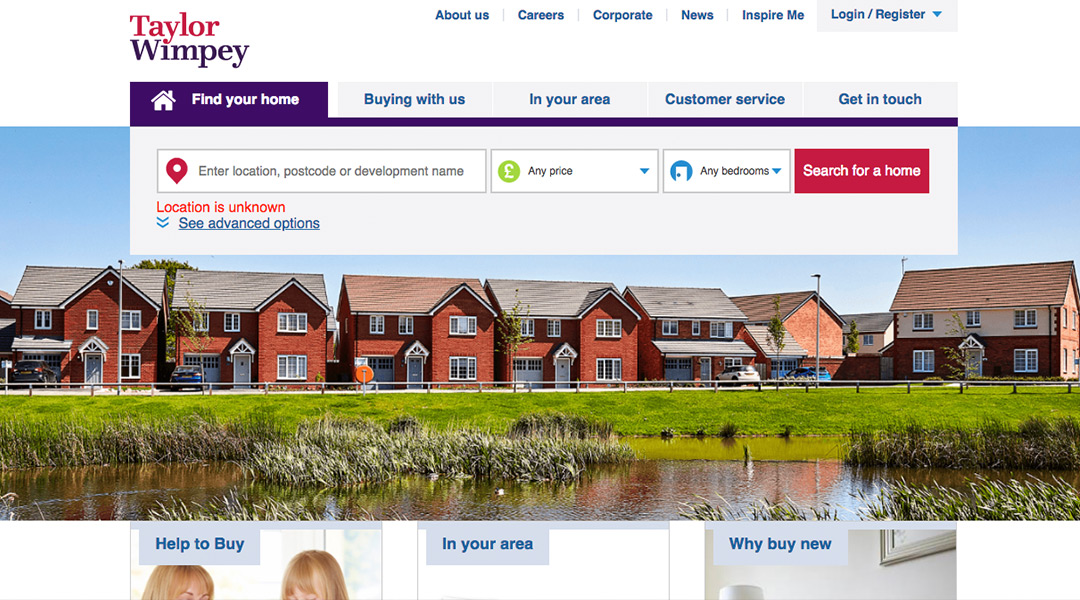 Taylor
Wimpey
About us
Careers
Corporate
News
Inspire Me
Login / Register
Find your home
Buying with us
In your area
Customer service
Get in touch
Enter location, postcode or development name
£
Any price
Any bedrooms
Search for a home
Location is unknown
See advanced options
Help to Buy
In your area
Why buy new